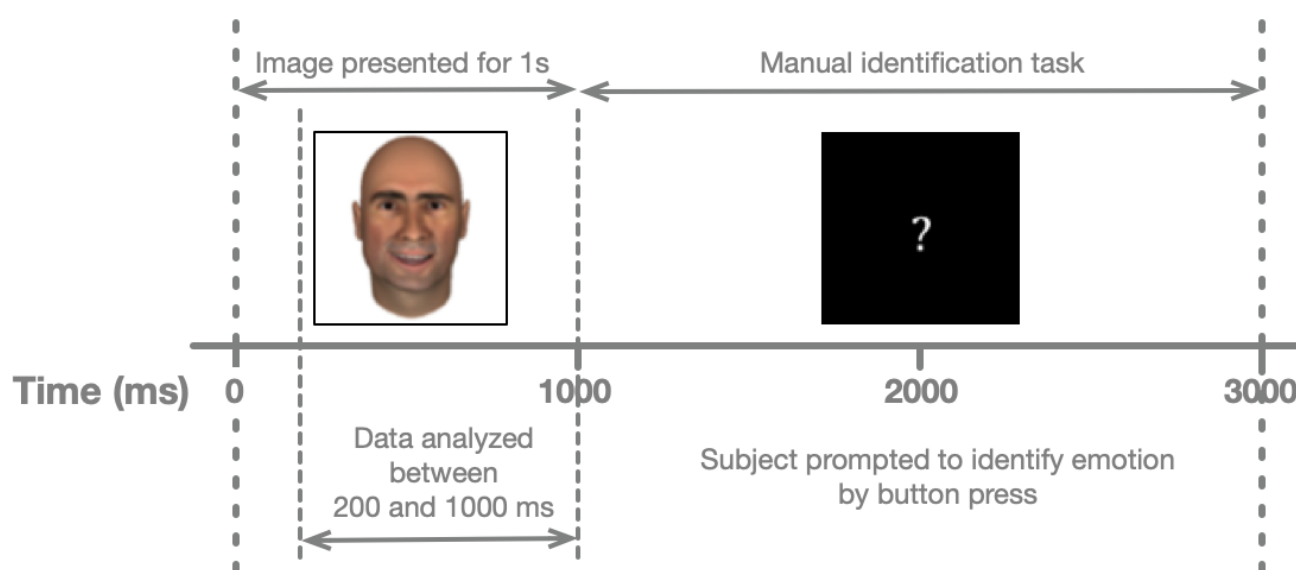 Image presented for 1s
Manual identification task
?
Time (ms)
0
1000
2000
3000
Data analyzed
between
200 and 1000 ms
Subject prompted to identify emotion
by button press